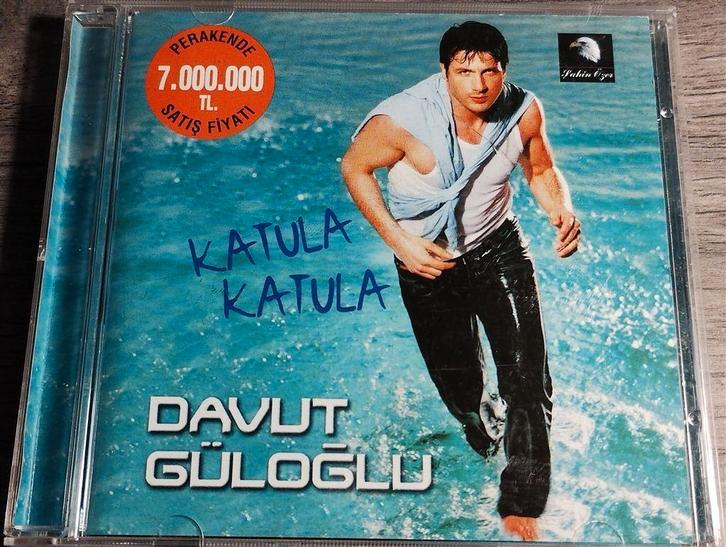 PERAKENDE
7.000.000
TL.
SATIŞ FİYATI
Şahin Özer
KATULA
KATULA
DAVUT
GÜLOĞLU